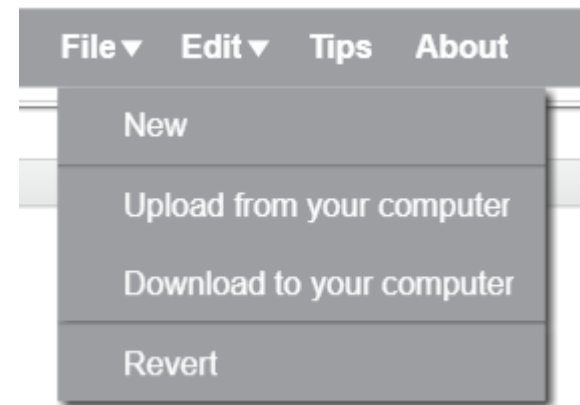 File▼ Edit▼ Tips About
New
Upload from your computer
Download to your computer
Revert